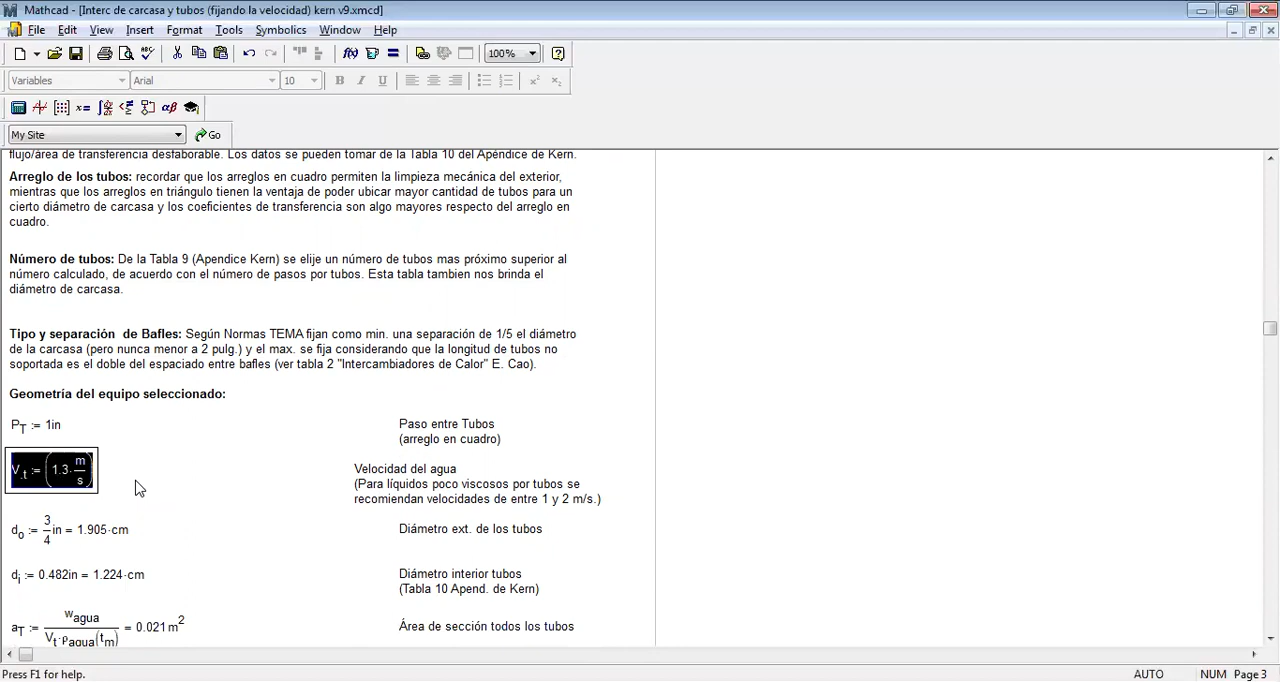 Mathcad - [Interc de carcasa y tubos (fijando la velocidad) kern v9.xmcd]
File Edit View Insert Format Tools Symbolics Window Help
100%
Variables Arial 10 B I U
My Site Go
flujo/área de transferencia desfaborable. Los datos se pueden tomar de la Tabla 10 del Apéndice de Kern.
Arreglo de los tubos: recordar que los arreglos en cuadro permiten la limpieza mecánica del exterior,
mientras que los arreglos en triángulo tienen la ventaja de poder ubicar mayor cantidad de tubos para un
cierto diámetro de carcasa y los coeficientes de transferencia son algo mayores respecto del arreglo en
cuadro.
Número de tubos: De la Tabla 9 (Apendice Kern) se elije un número de tubos mas próximo superior al
número calculado, de acuerdo con el número de pasos por tubos. Esta tabla tambien nos brinda el
diámetro de carcasa.
Tipo y separación de Bafles: Según Normas TEMA fijan como min. una separación de 1/5 el diámetro
de la carcasa (pero nunca menor a 2 pulg.) y el max. se fija considerando que la longitud de tubos no
soportada es el doble del espaciado entre bafles (ver tabla 2 "Intercambiadores de Calor" E. Cao).
Geometría del equipo seleccionado:
P_T := 1in Paso entre Tubos
(arreglo en cuadro)
V_.t := (1.3·m/s) Velocidad del agua
(Para líquidos poco viscosos por tubos se
recomiendan velocidades de entre 1 y 2 m/s.)
d_o := 3/4 in = 1.905·cm Diámetro ext. de los tubos
d_i := 0.482in = 1.224·cm Diámetro interior tubos
(Tabla 10 Apend. de Kern)
a_T := w_agua / V_t·ρ_agua(t_m) = 0.021 m² Área de sección todos los tubos
Press F1 for help. AUTO NUM Page 3